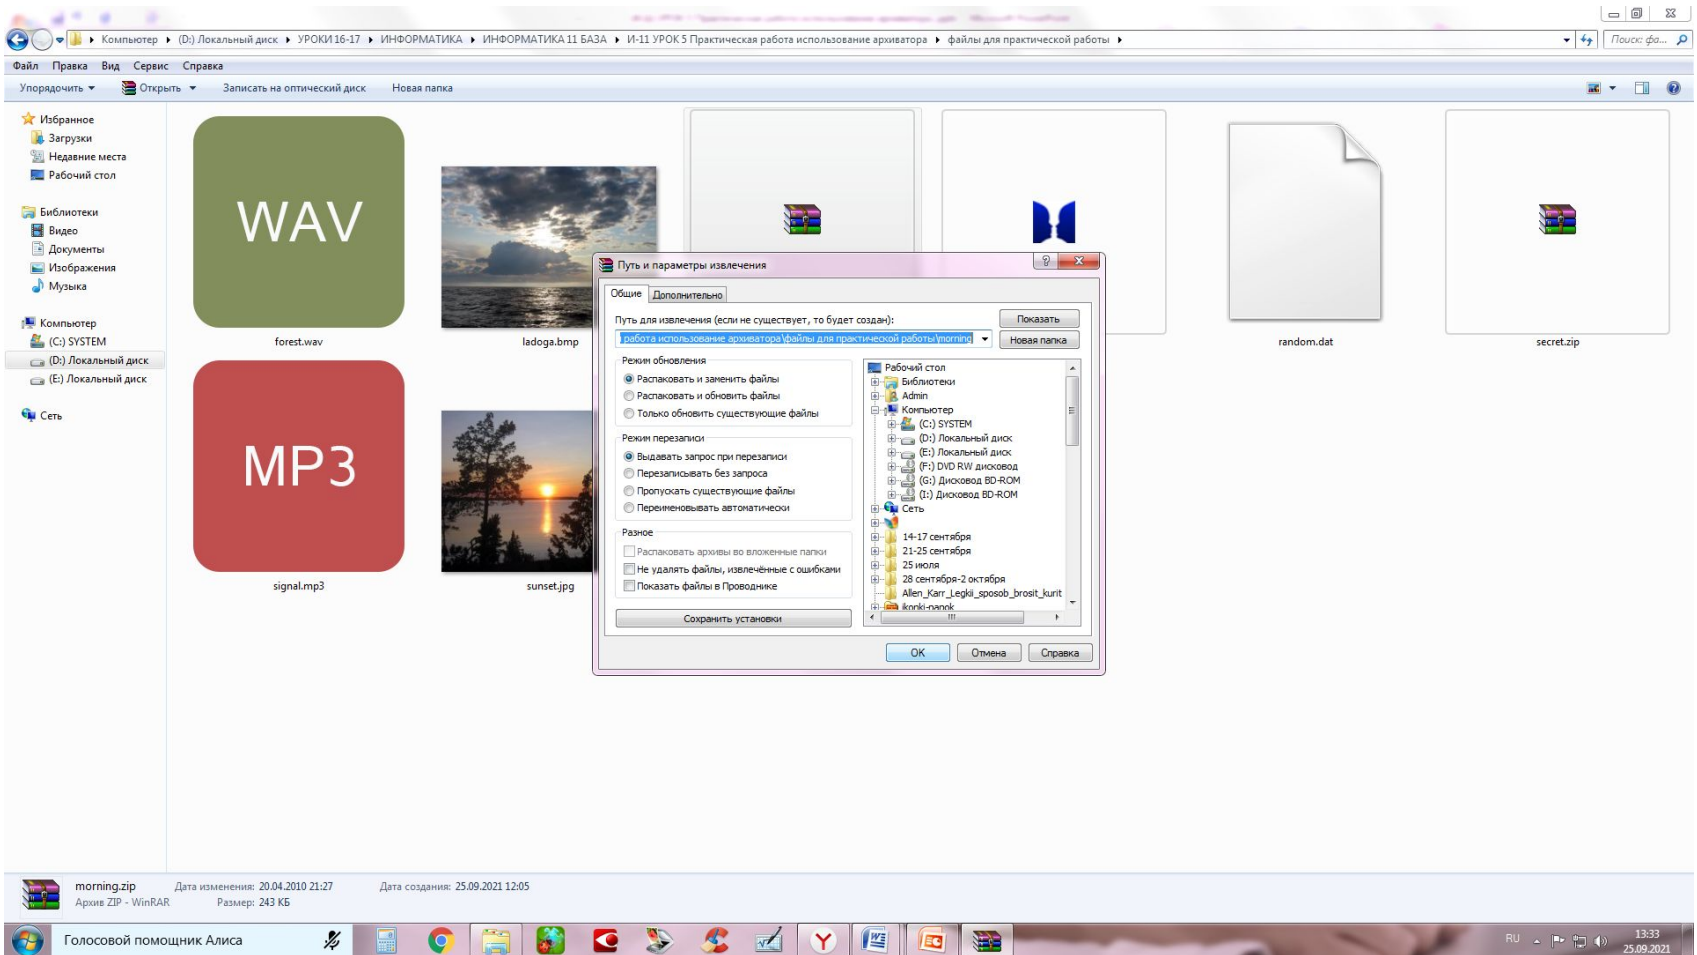 Компьютер ▸ (D:) Локальный диск ▸ УРОКИ 16-17 ▸ ИНФОРМАТИКА ▸ ИНФОРМАТИКА 11 БАЗА ▸ И-11 УРОК 5 Практическая работа использование архиватора ▸ файлы для практической работы ▸
Поиск: фа...
Файл Правка Вид Сервис Справка
Упорядочить Открыть Записать на оптический диск Новая папка
Избранное
Загрузки
Недавние места
Рабочий стол
Библиотеки
Видео
Документы
Изображения
Музыка
Компьютер
(C:) SYSTEM
(D:) Локальный диск
(E:) Локальный диск
Сеть
WAV
forest.wav
ladoga.bmp
random.dat
secret.zip
MP3
signal.mp3
sunset.jpg
Путь и параметры извлечения
Общие Дополнительно
Путь для извлечения (если не существует, то будет создан):
работа использование архиватора\файлы для практической работы\morning
Показать
Новая папка
Режим обновления
Распаковать и заменить файлы
Распаковать и обновить файлы
Только обновить существующие файлы
Режим перезаписи
Выдавать запрос при перезаписи
Перезаписывать без запроса
Пропускать существующие файлы
Переименовывать автоматически
Разное
Распаковать архивы во вложенные папки
Не удалять файлы, извлечённые с ошибками
Показать файлы в Проводнике
Сохранить установки
Рабочий стол
Библиотеки
Admin
Компьютер
(C:) SYSTEM
(D:) Локальный диск
(E:) Локальный диск
(F:) DVD RW дисковод
(G:) Дисковод BD-ROM
(I:) Дисковод BD-ROM
Сеть
14-17 сентября
21-25 сентября
25 июля
28 сентября-2 октября
Allen_Karr_Legkii_sposob_brosit_kurit
ikonki-papok
OK Отмена Справка
morning.zip Дата изменения: 20.04.2010 21:27 Дата создания: 25.09.2021 12:05
Архив ZIP - WinRAR Размер: 243 КБ
Голосовой помощник Алиса
RU
13:33
25.09.2021